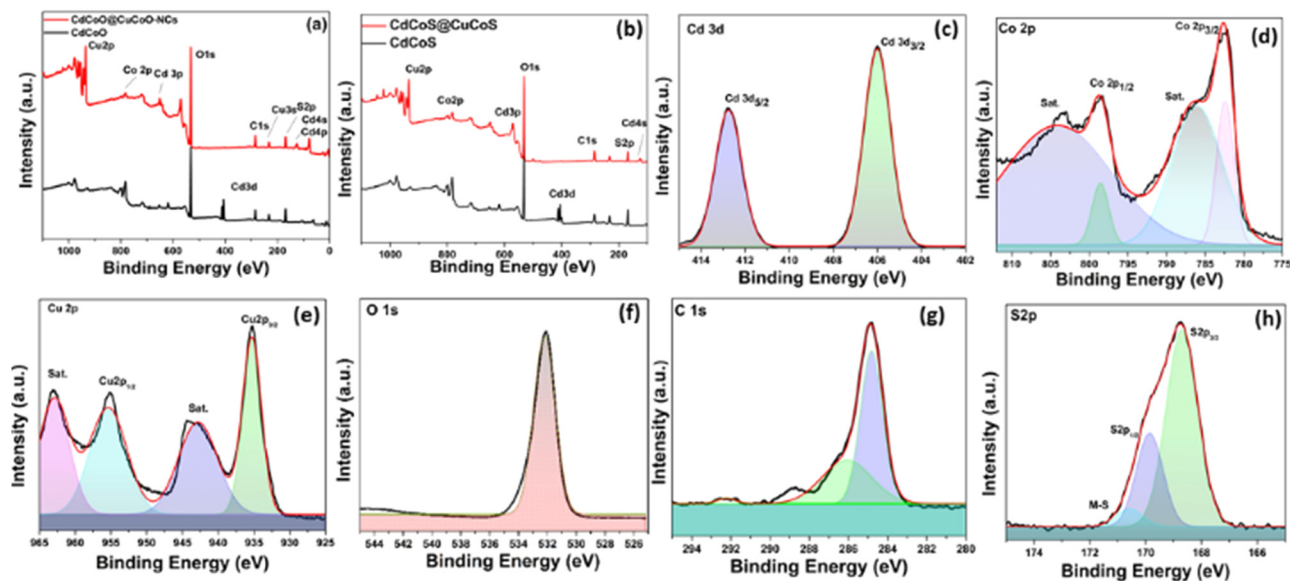 (a)
CdCoO@CuCoO-NCs
CdCoO
Cu2p
O1s
Co 2p
Cd 3p
Cu3s
S2p
C1s
Cd4s
Cd4p
Cd3d
Intensity (a.u.)
1000 800 600 400 200 0
Binding Energy (eV)
(b)
CdCoS@CuCoS
CdCoS
Cu2p
O1s
Co2p
Cd3p
C1s
S2p
Cd4s
Cd3d
Intensity (a.u.)
1000 800 600 400 200
Binding Energy (eV)
Cd 3d
(c)
Cd 3d3/2
Cd 3d5/2
Intensity (a.u.)
414 412 410 408 406 404 402
Binding Energy (eV)
Co 2p
Co 2p3/2
(d)
Co 2p1/2
Sat.
Sat.
Intensity (a.u.)
810 805 800 795 790 785 780 775
Binding Energy (eV)
Cu 2p
(e)
Cu2p3/2
Sat.
Cu2p1/2
Sat.
Intensity (a.u.)
965 960 955 950 945 940 935 930 925
Binding Energy (eV)
O 1s
(f)
Intensity (a.u.)
544 542 540 538 536 534 532 530 528 526
Binding Energy (eV)
C 1s
(g)
Intensity (a.u.)
294 292 290 288 286 284 282 280
Binding Energy (eV)
S2p
(h)
S2p3/2
S2p1/2
M-S
Intensity (a.u.)
174 172 170 168 166
Binding Energy (eV)